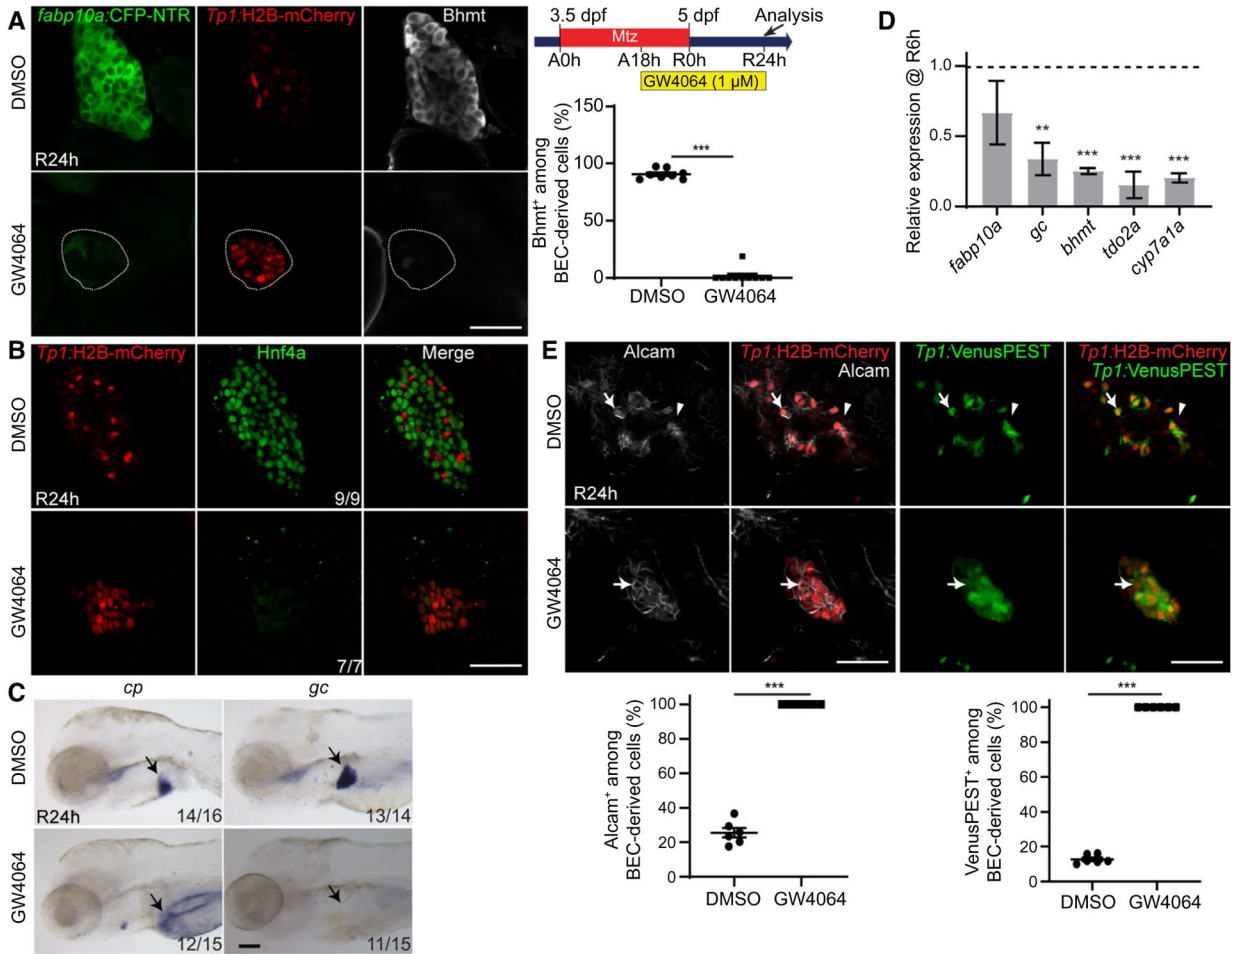 A
fabp10a:CFP-NTR
Tp1:H2B-mCherry
Bhmt
DMSO
R24h
GW4064
3.5 dpf
5 dpf
Analysis
Mtz
A0h
A18h
R0h
R24h
GW4064 (1 µM)
Bhmt+ among
BEC-derived cells (%)
150
100
50
0
***
DMSO
GW4064
D
Relative expression @ R6h
1.0
0.5
0.0
**
***
***
***
fabp10a
gc
bhmt
tdo2a
cyp7a1a
B
Tp1:H2B-mCherry
Hnf4a
Merge
DMSO
R24h
9/9
GW4064
7/7
C
cp
gc
DMSO
R24h
14/16
13/14
GW4064
12/15
11/15
E
Alcam
Tp1:H2B-mCherry
Alcam
Tp1:VenusPEST
Tp1:H2B-mCherry
Tp1:VenusPEST
DMSO
R24h
GW4064
Alcam+ among
BEC-derived cells (%)
100
80
60
40
20
0
***
DMSO
GW4064
VenusPEST+ among
BEC-derived cells (%)
100
80
60
40
20
0
***
DMSO
GW4064